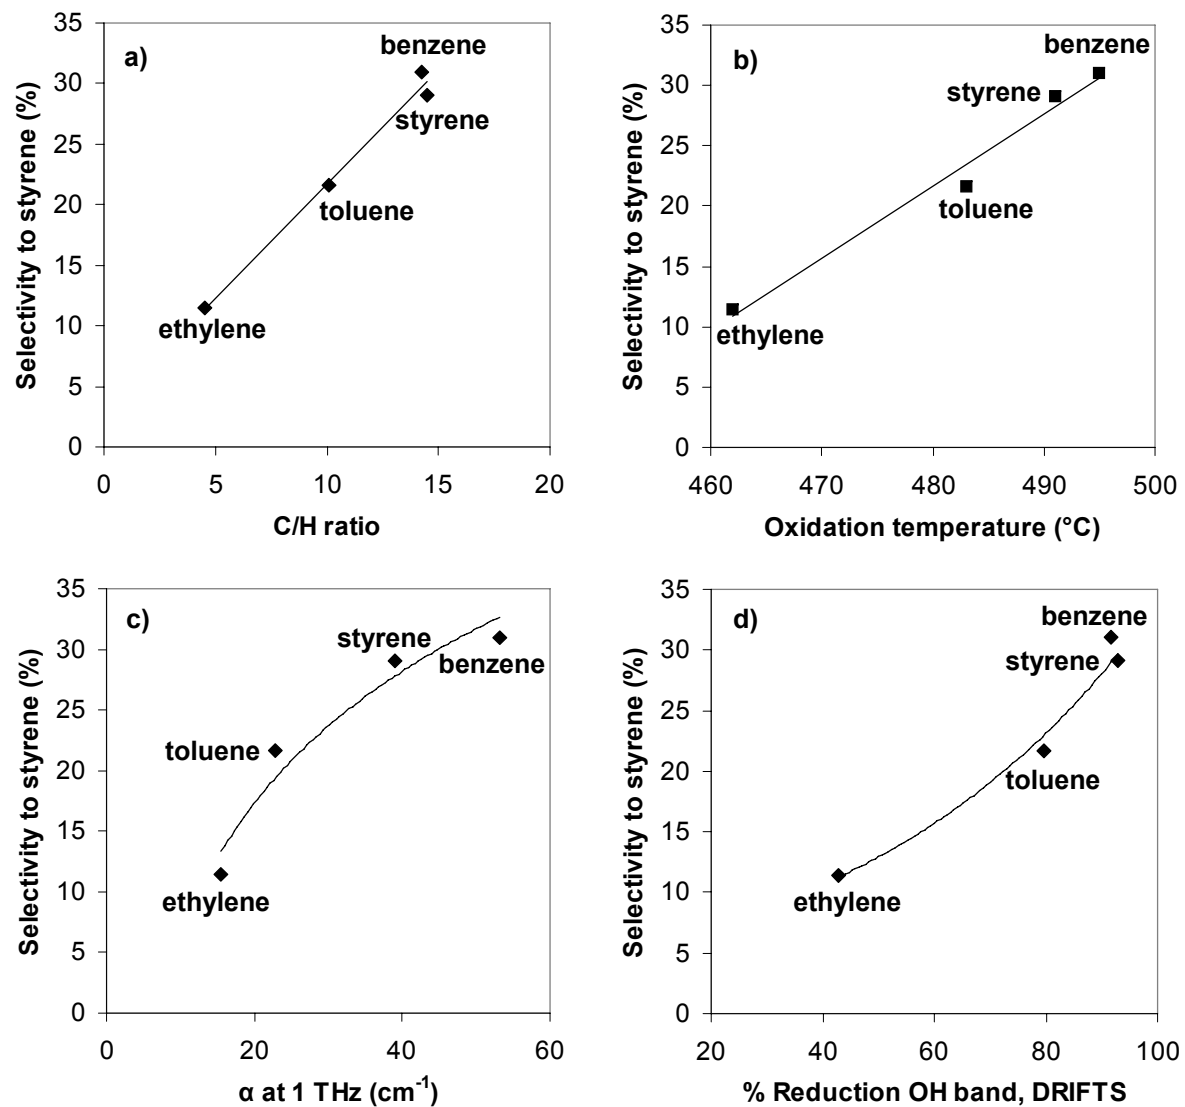 a)
Selectivity to styrene (%)
35
30
25
20
15
10
5
0
benzene
styrene
toluene
ethylene
0 5 10 15 20
C/H ratio
b)
Selectivity to styrene (%)
35
30
25
20
15
10
5
0
benzene
styrene
toluene
ethylene
460 470 480 490 500
Oxidation temperature (°C)
c)
Selectivity to styrene (%)
35
30
25
20
15
10
5
0
styrene
benzene
toluene
ethylene
0 20 40 60
α at 1 THz (cm⁻¹)
d)
Selectivity to styrene (%)
35
30
25
20
15
10
5
0
benzene
styrene
toluene
ethylene
20 40 60 80 100
% Reduction OH band, DRIFTS